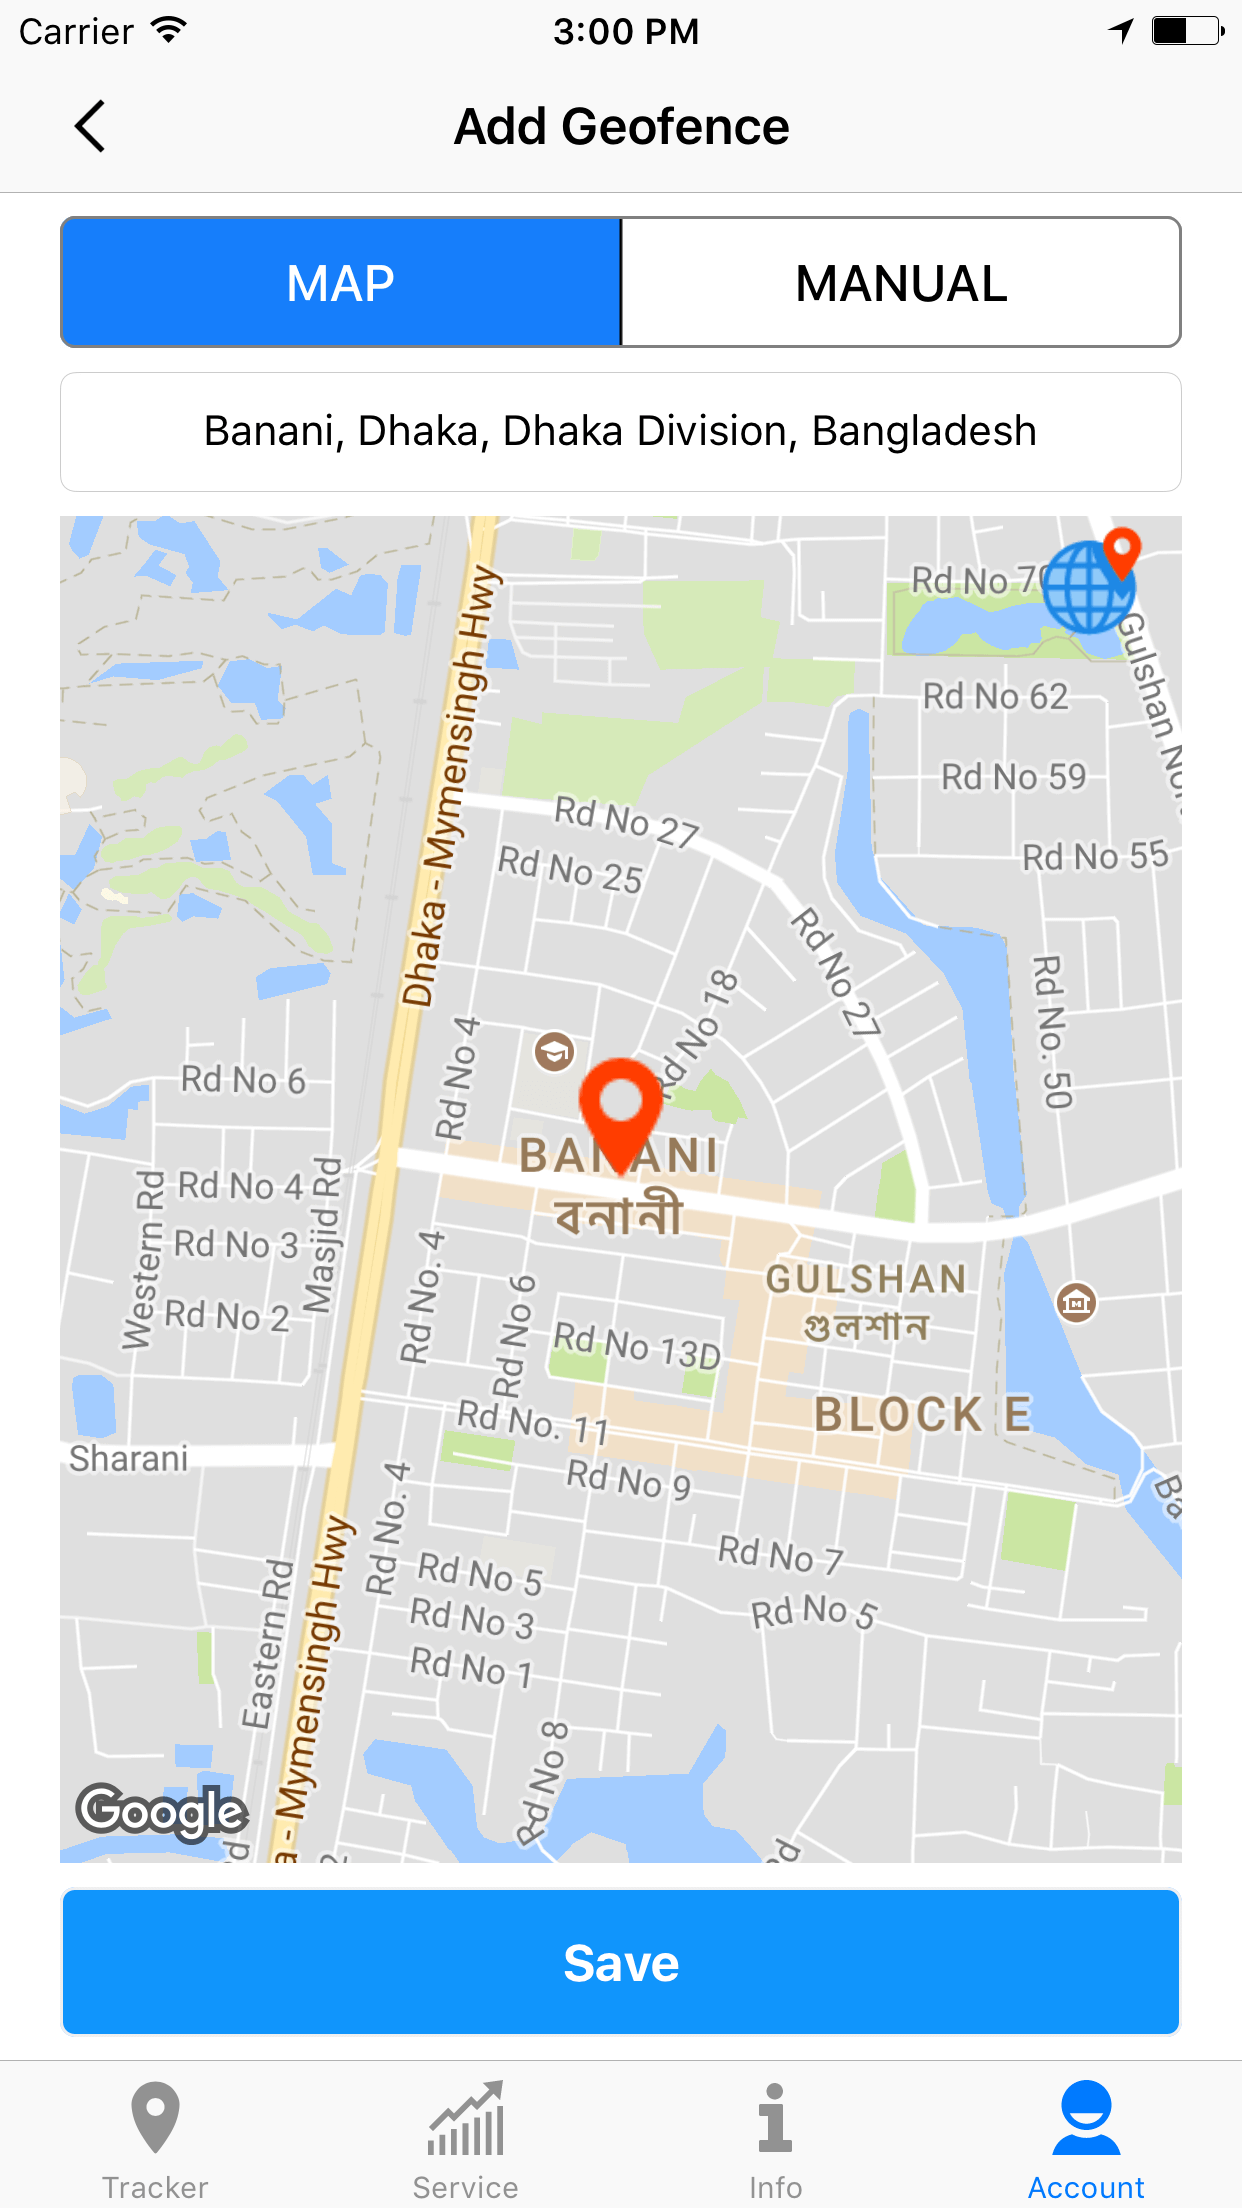 Carrier 3:00 PM
Add Geofence
MAP MANUAL
Banani, Dhaka, Dhaka Division, Bangladesh
Rd No 70
Gulshan
Dhaka - Mymensingh Hwy
Rd No 62
Rd No 59
Rd No 27
Rd No 25
Rd No 55
Rd No 27
Rd No 18
Rd No. 50
Rd No 4
Rd No 6
BANANI
বনানী
Rd No 4
Masjid Rd
Western Rd
Rd No 3
Rd No. 4
GULSHAN
গুলশান
Rd No 2
Rd No 6
Rd No 13D
BLOCK E
Rd No. 11
Sharani
Rd No 9
Rd No. 4
Rd No 7
Rd No 5
Rd No 5
Rd No 3
Rd No 1
Eastern Rd
- Mymensingh Hwy
Rd No 8
Google
Save
Tracker Service Info Account